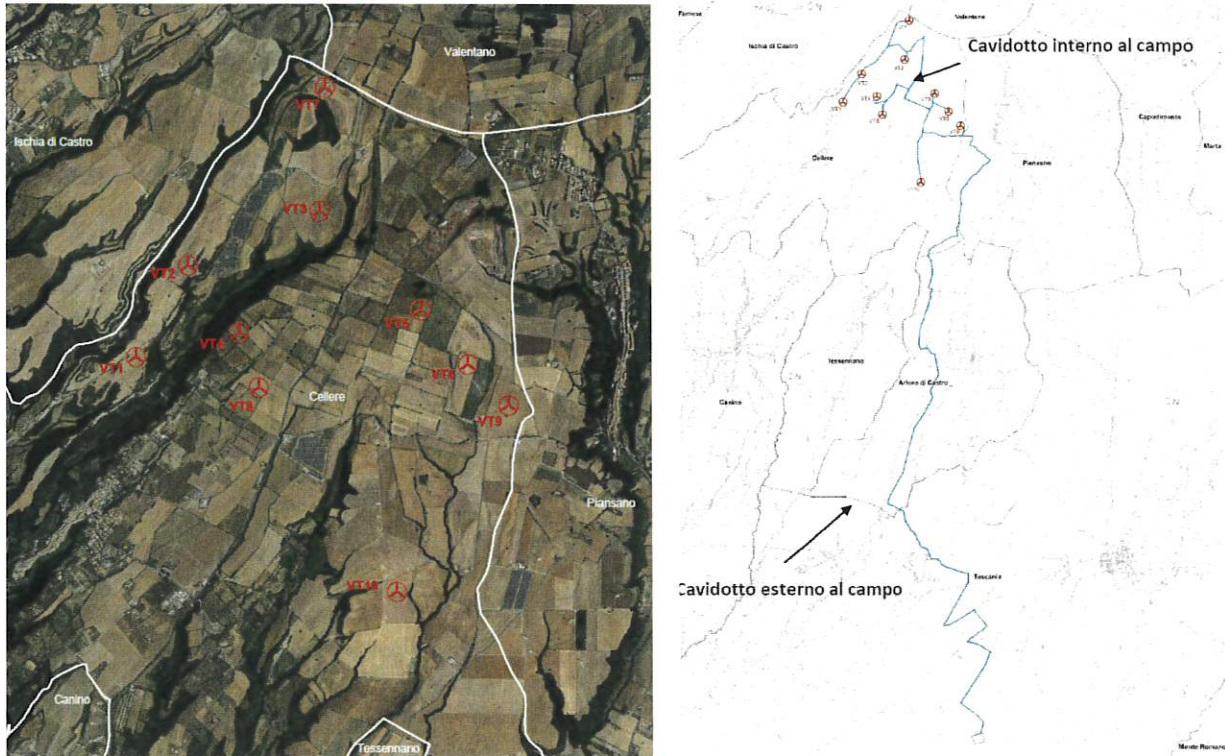 Valentano
VT7
Ischia di Castro
VT3
VT2
VT5
VT4
VT1
VT6
VT8
Cellere
VT9
Piansano
VT10
Canino
Tessennano
Farnese
Valentano
Ischia di Castro
Cavidotto interno al campo
Capodimonte
Marta
Cellere
Piansano
Tessennano
Arlena di Castro
Canino
Tuscania
Cavidotto esterno al campo
Monte Romano